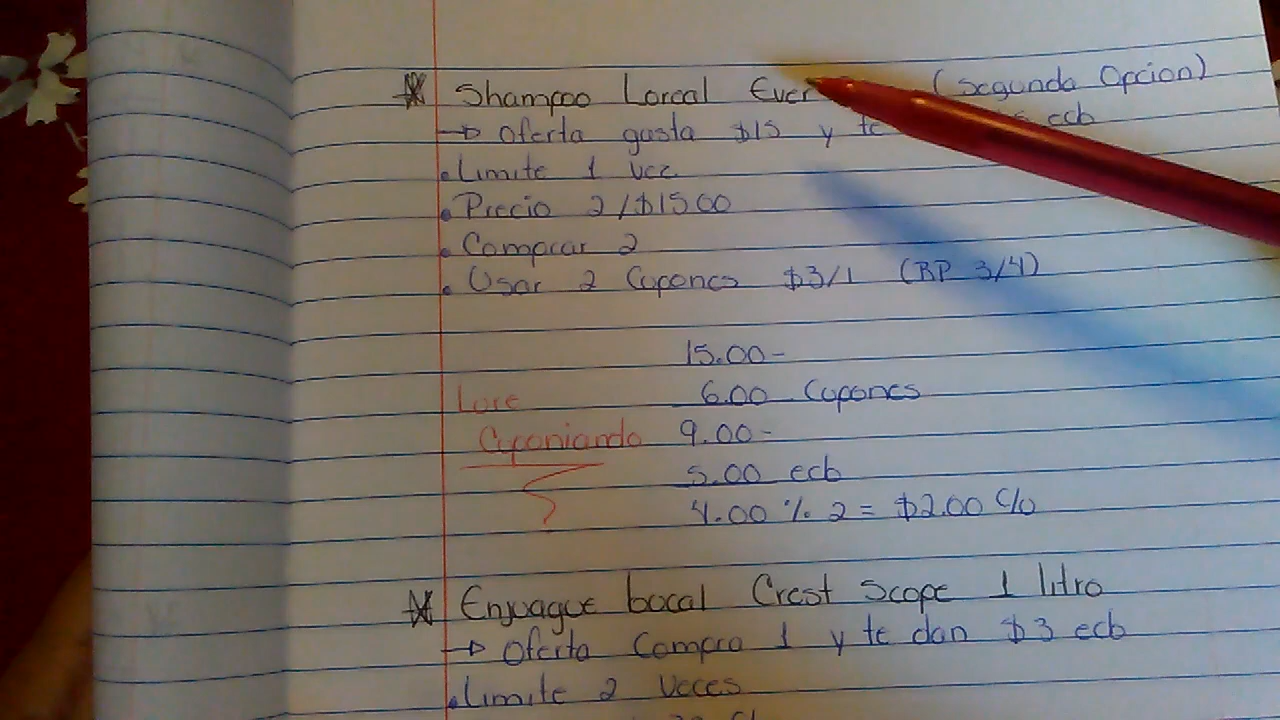 Shampoo Loreal Ever (Segunda Opcion)
→ Oferta gasta $15 y te ecb
. Limite 1 vez
. Precio 2/$15.00
. Comprar 2
. Usar 2 Cupones $3/1 (RP 3/4)
15.00-
6.00 Cupones
Lore
Cuponiando
9.00-
5.00 ecb
4.00 % 2 = $2.00 c/u
Enjuague bocal Crest Scope 1 litro
→ Oferta Compra 1 y te dan $3 ecb
. Limite 2 Veces